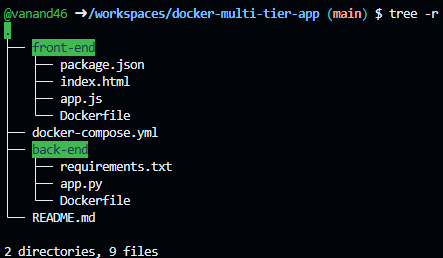 @vanand46 ➜/workspaces/docker-multi-tier-app (main) $ tree -r
.
├── front-end
│   ├── package.json
│   ├── index.html
│   ├── app.js
│   └── Dockerfile
├── docker-compose.yml
├── back-end
│   ├── requirements.txt
│   ├── app.py
│   └── Dockerfile
└── README.md

2 directories, 9 files